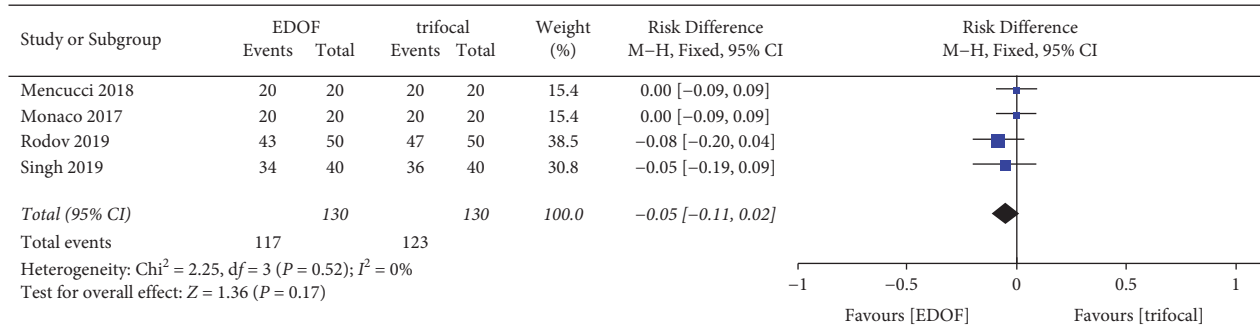 Study or Subgroup EDOF trifocal Weight (%) Risk Difference M−H, Fixed, 95% CI Risk Difference M−H, Fixed, 95% CI
Events Total Events Total
Mencucci 2018 20 20 20 20 15.4 0.00 [−0.09, 0.09]
Monaco 2017 20 20 20 20 15.4 0.00 [−0.09, 0.09]
Rodov 2019 43 50 47 50 38.5 −0.08 [−0.20, 0.04]
Singh 2019 34 40 36 40 30.8 −0.05 [−0.19, 0.09]
Total (95% CI) 130 130 100.0 −0.05 [−0.11, 0.02]
Total events 117 123
Heterogeneity: Chi² = 2.25, df = 3 (P = 0.52); I² = 0%
Test for overall effect: Z = 1.36 (P = 0.17)
−1 −0.5 0 0.5 1
Favours [EDOF] Favours [trifocal]